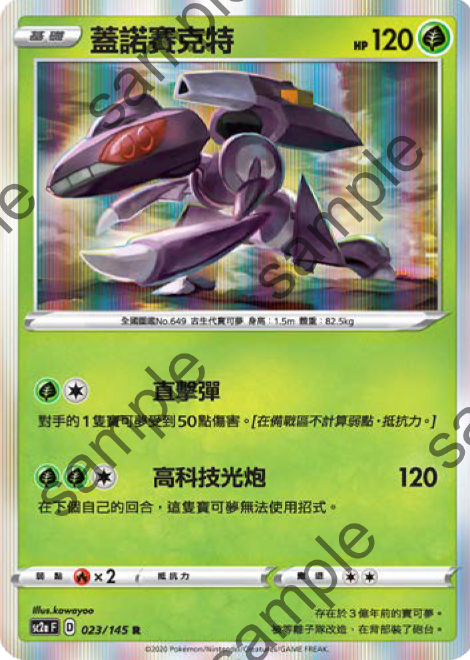 基礎 蓋諾賽克特 HP 120
全國圖鑑No.649 古生代寶可夢 身高：1.5m 體重：82.5kg
直擊彈
對手的1隻寶可夢受到50點傷害。[在備戰區不計算弱點・抵抗力。]
高科技光炮 120
在下個自己的回合，這隻寶可夢無法使用招式。
弱點 ×2 抵抗力 撤退
Illus.kawayoo
存在於3億年前的寶可夢。
sc2a F D 023/145 R
被等離子隊改造，在背部裝了砲台。
©2020 Pokémon/Nintendo/Creatures/GAME FREAK.
sample
sample
sample
sample
sample
sample